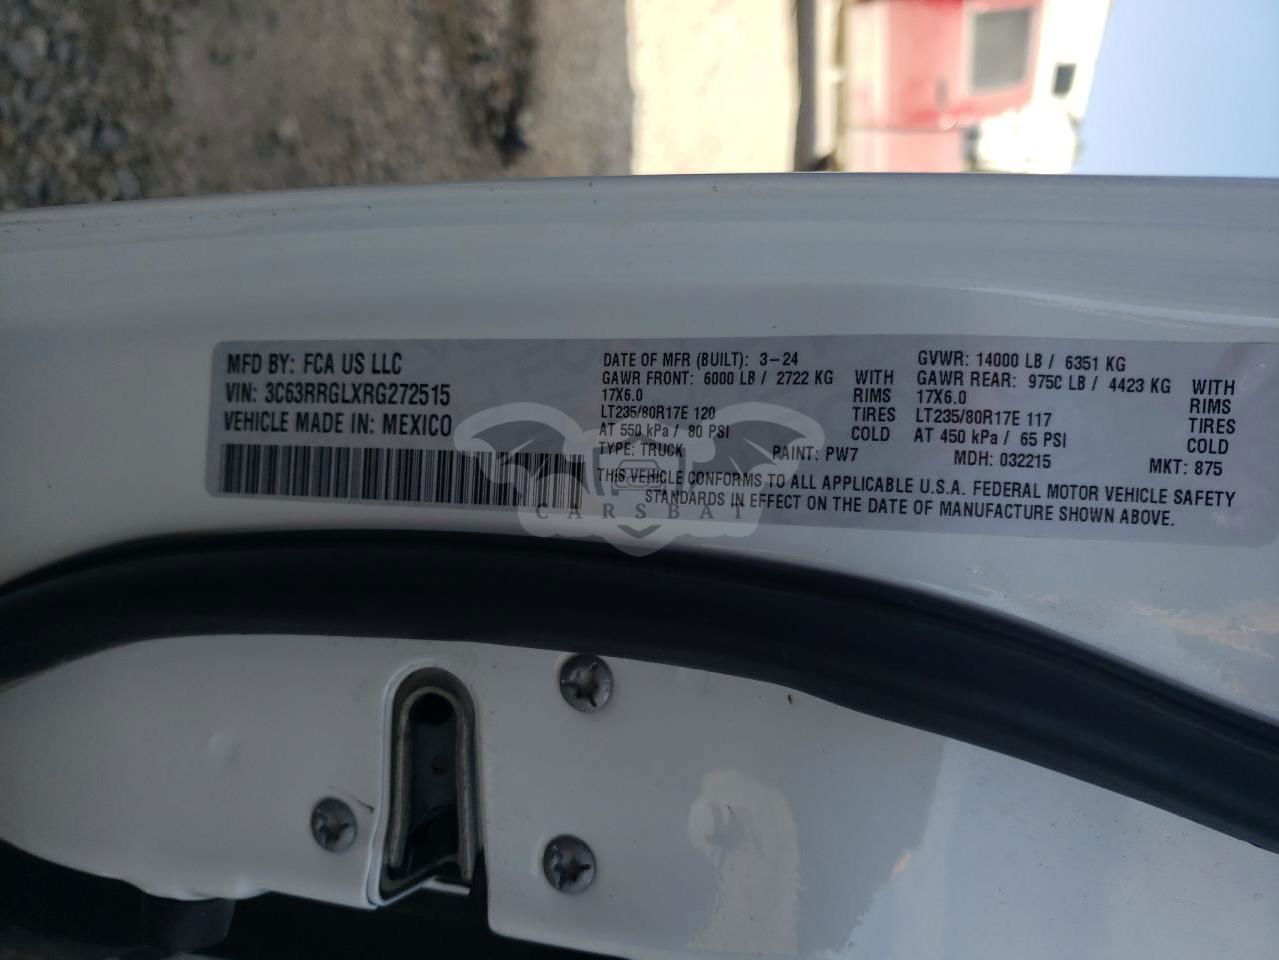 MFD BY: FCA US LLC
VIN: 3C63RRGLXRG272515
VEHICLE MADE IN: MEXICO
DATE OF MFR (BUILT): 3-24
GAWR FRONT: 6000 LB / 2722 KG WITH
17X6.0 RIMS
LT235/80R17E 120 TIRES
AT 550 kPa / 80 PSI COLD
GVWR: 14000 LB / 6351 KG
GAWR REAR: 9750 LB / 4423 KG WITH
17X6.0 RIMS
LT235/80R17E 117 TIRES
AT 450 kPa / 65 PSI COLD
TYPE: TRUCK PAINT: PW7 MDH: 032215 MKT: 875
THIS VEHICLE CONFORMS TO ALL APPLICABLE U.S.A. FEDERAL MOTOR VEHICLE SAFETY
STANDARDS IN EFFECT ON THE DATE OF MANUFACTURE SHOWN ABOVE.
CARSBAT